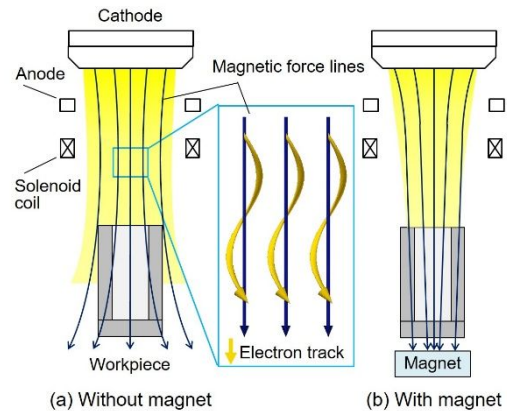 Cathode
Anode
Magnetic force lines
Solenoid
coil
Electron track
Workpiece
Magnet
(a) Without magnet
(b) With magnet